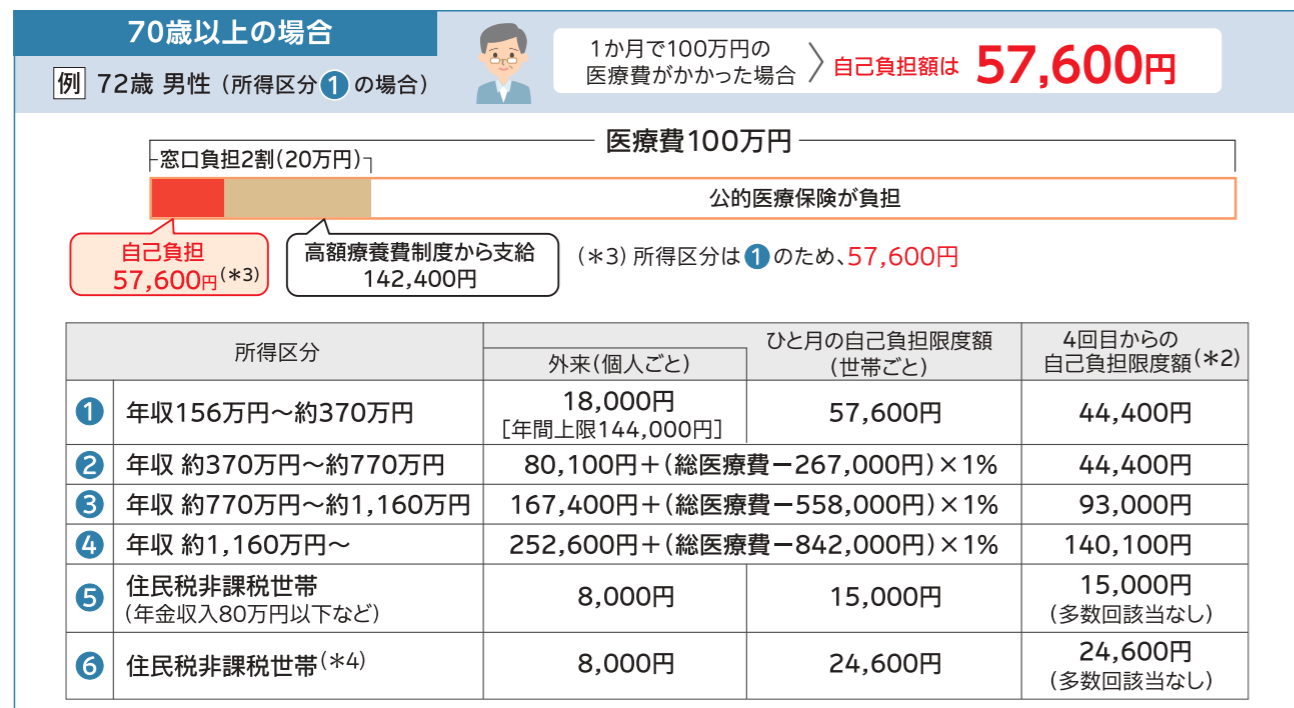 70歳以上の場合
例 72歳 男性（所得区分❶の場合）
1か月で100万円の
医療費がかかった場合
自己負担額は 57,600円
医療費100万円
窓口負担2割(20万円)
公的医療保険が負担
自己負担
57,600円(＊3)
高額療養費制度から支給
142,400円
(＊3) 所得区分は❶のため、57,600円
所得区分
ひと月の自己負担限度額
(世帯ごと)
外来(個人ごと)
4回目からの
自己負担限度額(＊2)
❶ 年収156万円〜約370万円 18,000円 57,600円 44,400円
［年間上限144,000円］
❷ 年収 約370万円〜約770万円 80,100円＋(総医療費−267,000円)×1% 44,400円
❸ 年収 約770万円〜約1,160万円 167,400円＋(総医療費−558,000円)×1% 93,000円
❹ 年収 約1,160万円〜 252,600円＋(総医療費−842,000円)×1% 140,100円
❺ 住民税非課税世帯 8,000円 15,000円 15,000円
(年金収入80万円以下など) (多数回該当なし)
❻ 住民税非課税世帯(＊4) 8,000円 24,600円 24,600円
(多数回該当なし)